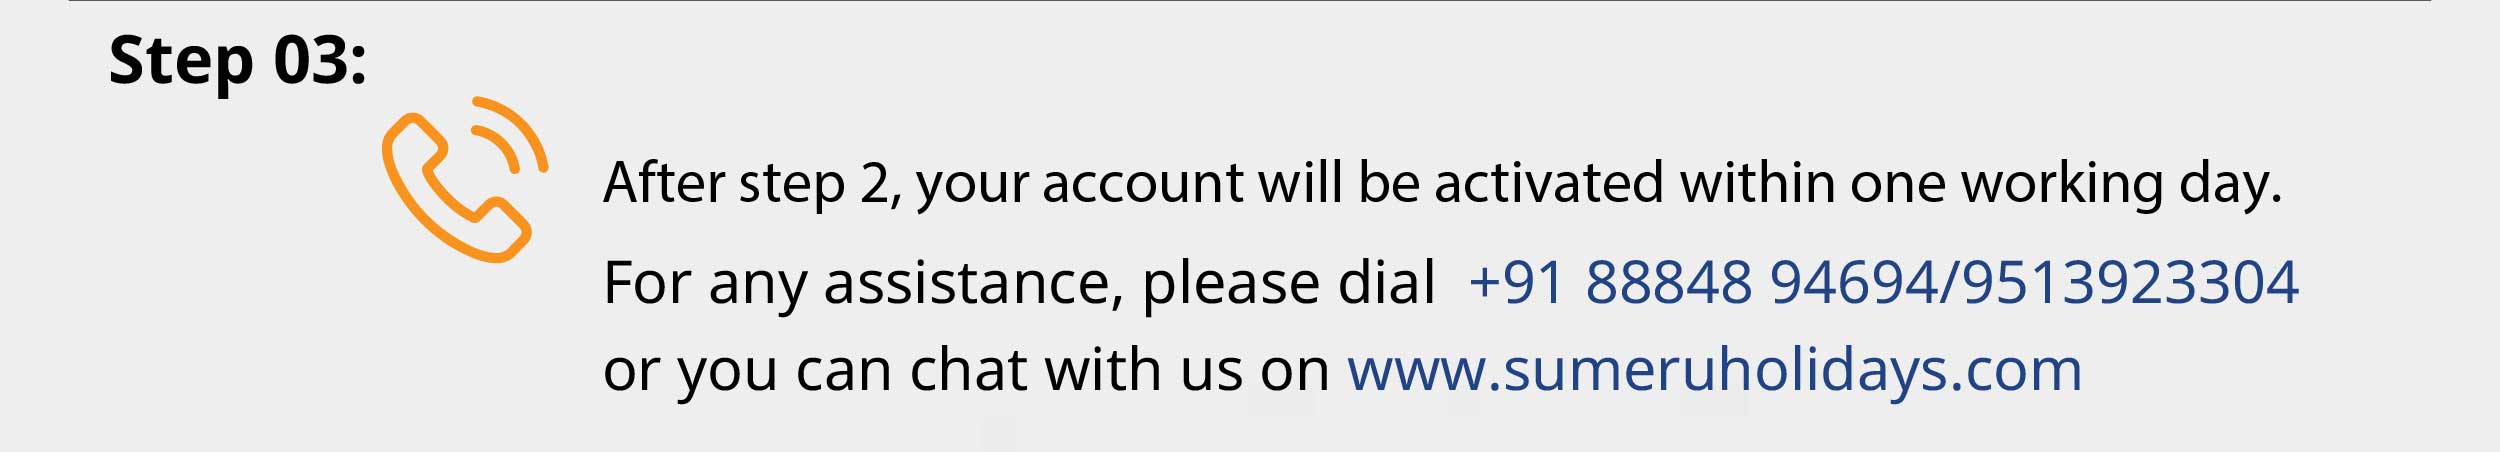 Step 03:
After step 2, your account will be activated within one working day.
For any assistance, please dial +91 88848 94694/9513923304
or you can chat with us on www.sumeruholidays.com